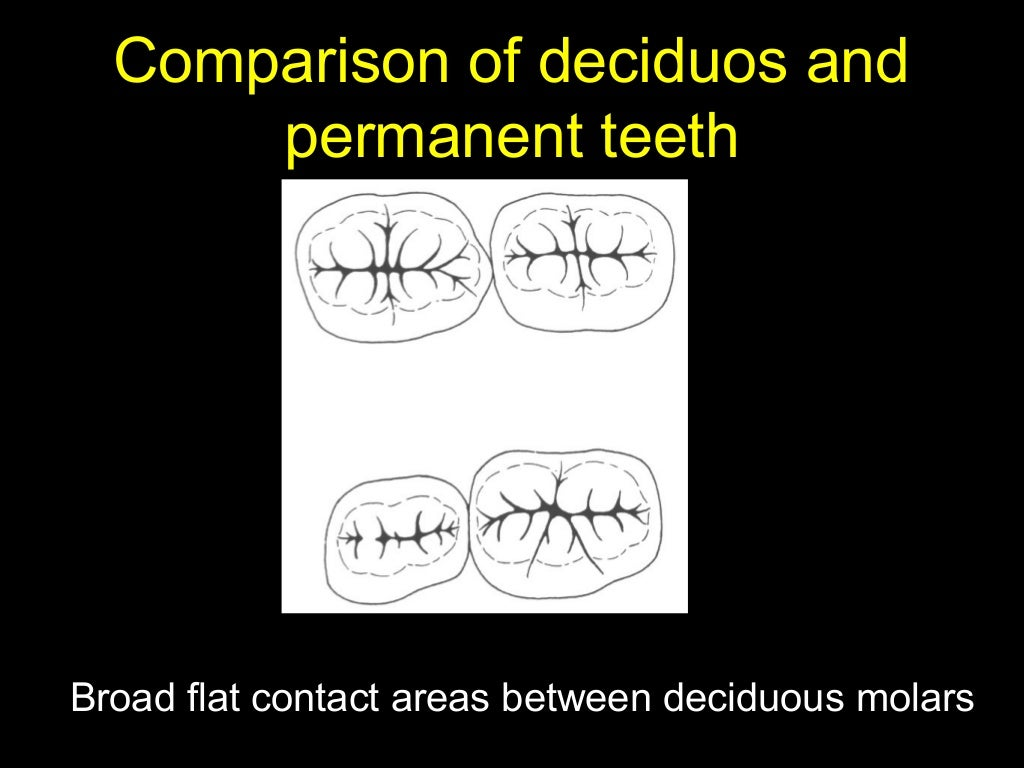 Comparison of deciduos and
permanent teeth
Broad flat contact areas between deciduous molars